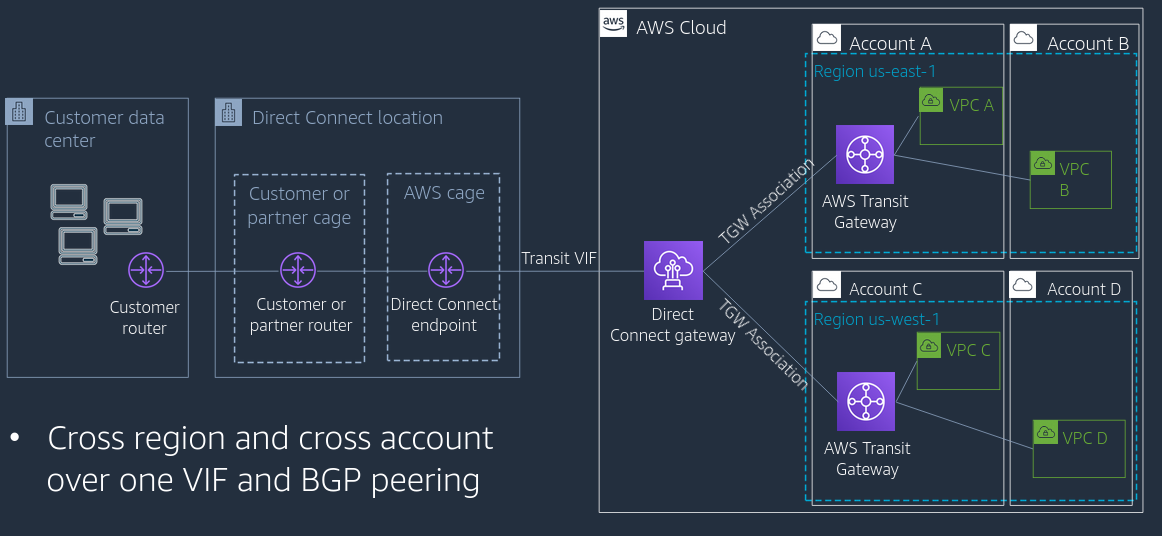 aws
AWS Cloud
Account A
Account B
Region us-east-1
VPC A
VPC
B
AWS Transit
Gateway
TGW Association
Customer data
center
Direct Connect location
Customer or
partner cage
AWS cage
Transit VIF
Customer
router
Customer or
partner router
Direct Connect
endpoint
Direct
Connect gateway
TGW Association
Account C
Account D
Region us-west-1
VPC C
VPC D
AWS Transit
Gateway
• Cross region and cross account
over one VIF and BGP peering